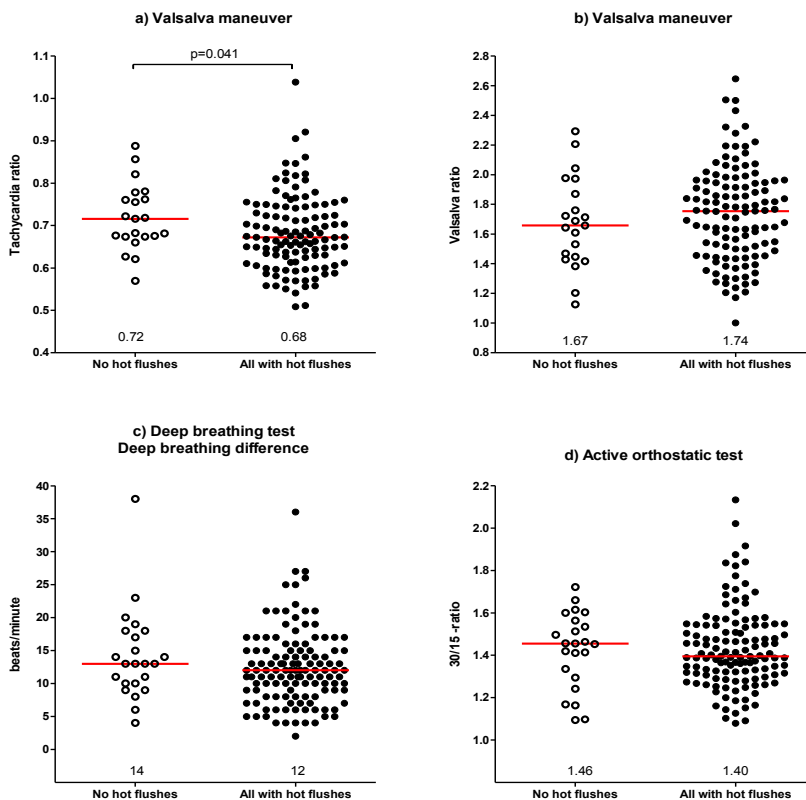 a) Valsalva maneuver
p=0.041
Tachycardia ratio
1.1
1.0
0.9
0.8
0.7
0.6
0.5
0.4
0.72
0.68
No hot flushes
All with hot flushes
b) Valsalva maneuver
Valsalva ratio
2.8
2.6
2.4
2.2
2.0
1.8
1.6
1.4
1.2
1.0
0.8
1.67
1.74
No hot flushes
All with hot flushes
c) Deep breathing test
Deep breathing difference
beats/minute
40
35
30
25
20
15
10
5
0
14
12
No hot flushes
All with hot flushes
d) Active orthostatic test
30/15 -ratio
2.2
2.0
1.8
1.6
1.4
1.2
1.0
1.46
1.40
No hot flushes
All with hot flushes